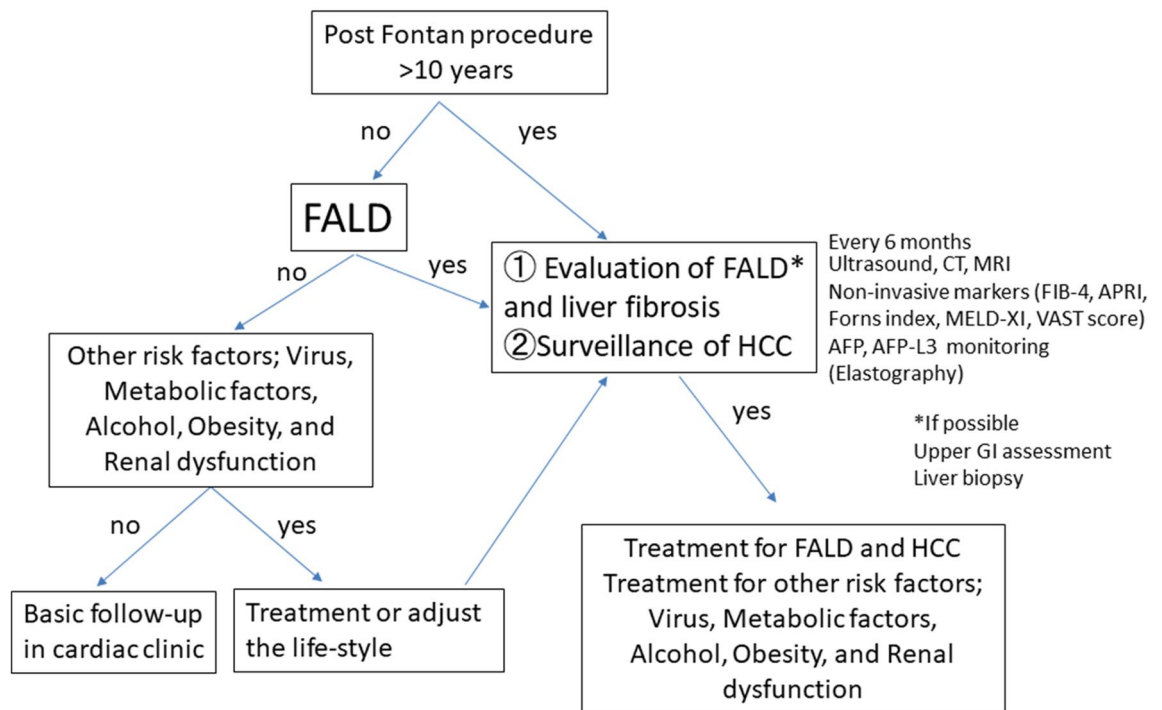 Post Fontan procedure
>10 years
no
yes
FALD
no
yes
① Evaluation of FALD*
and liver fibrosis
②Surveillance of HCC
Every 6 months
Ultrasound, CT, MRI
Non-invasive markers (FIB-4, APRI,
Forns index, MELD-XI, VAST score)
AFP, AFP-L3 monitoring
(Elastography)
*If possible
Upper GI assessment
Liver biopsy
Other risk factors; Virus,
Metabolic factors,
Alcohol, Obesity, and
Renal dysfunction
no
yes
yes
Basic follow-up
in cardiac clinic
Treatment or adjust
the life-style
Treatment for FALD and HCC
Treatment for other risk factors;
Virus, Metabolic factors,
Alcohol, Obesity, and Renal
dysfunction